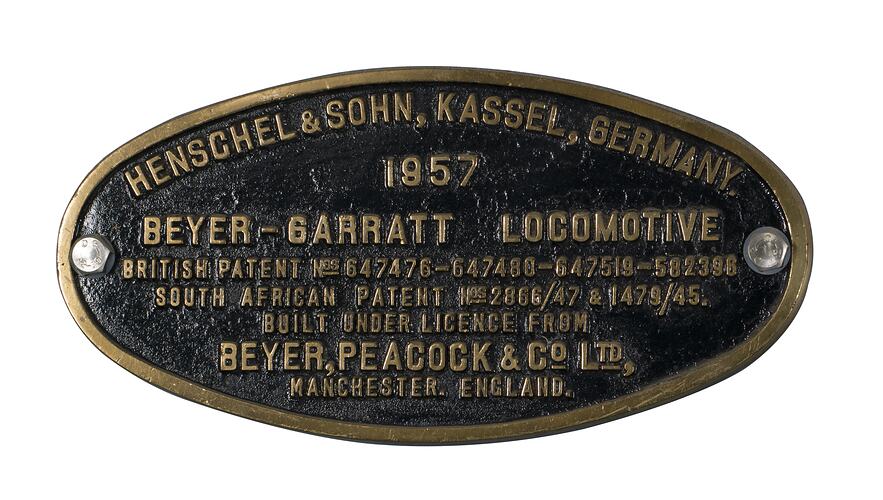 HENSCHEL & SOHN, KASSEL, GERMANY.
1957
BEYER-GARRATT LOCOMOTIVE
BRITISH PATENT Nos 647476-647480-647519-582398
SOUTH AFRICAN PATENT Nos 2866/47 & 1479/45.
BUILT UNDER LICENCE FROM
BEYER, PEACOCK & Co LTD,
MANCHESTER. ENGLAND.